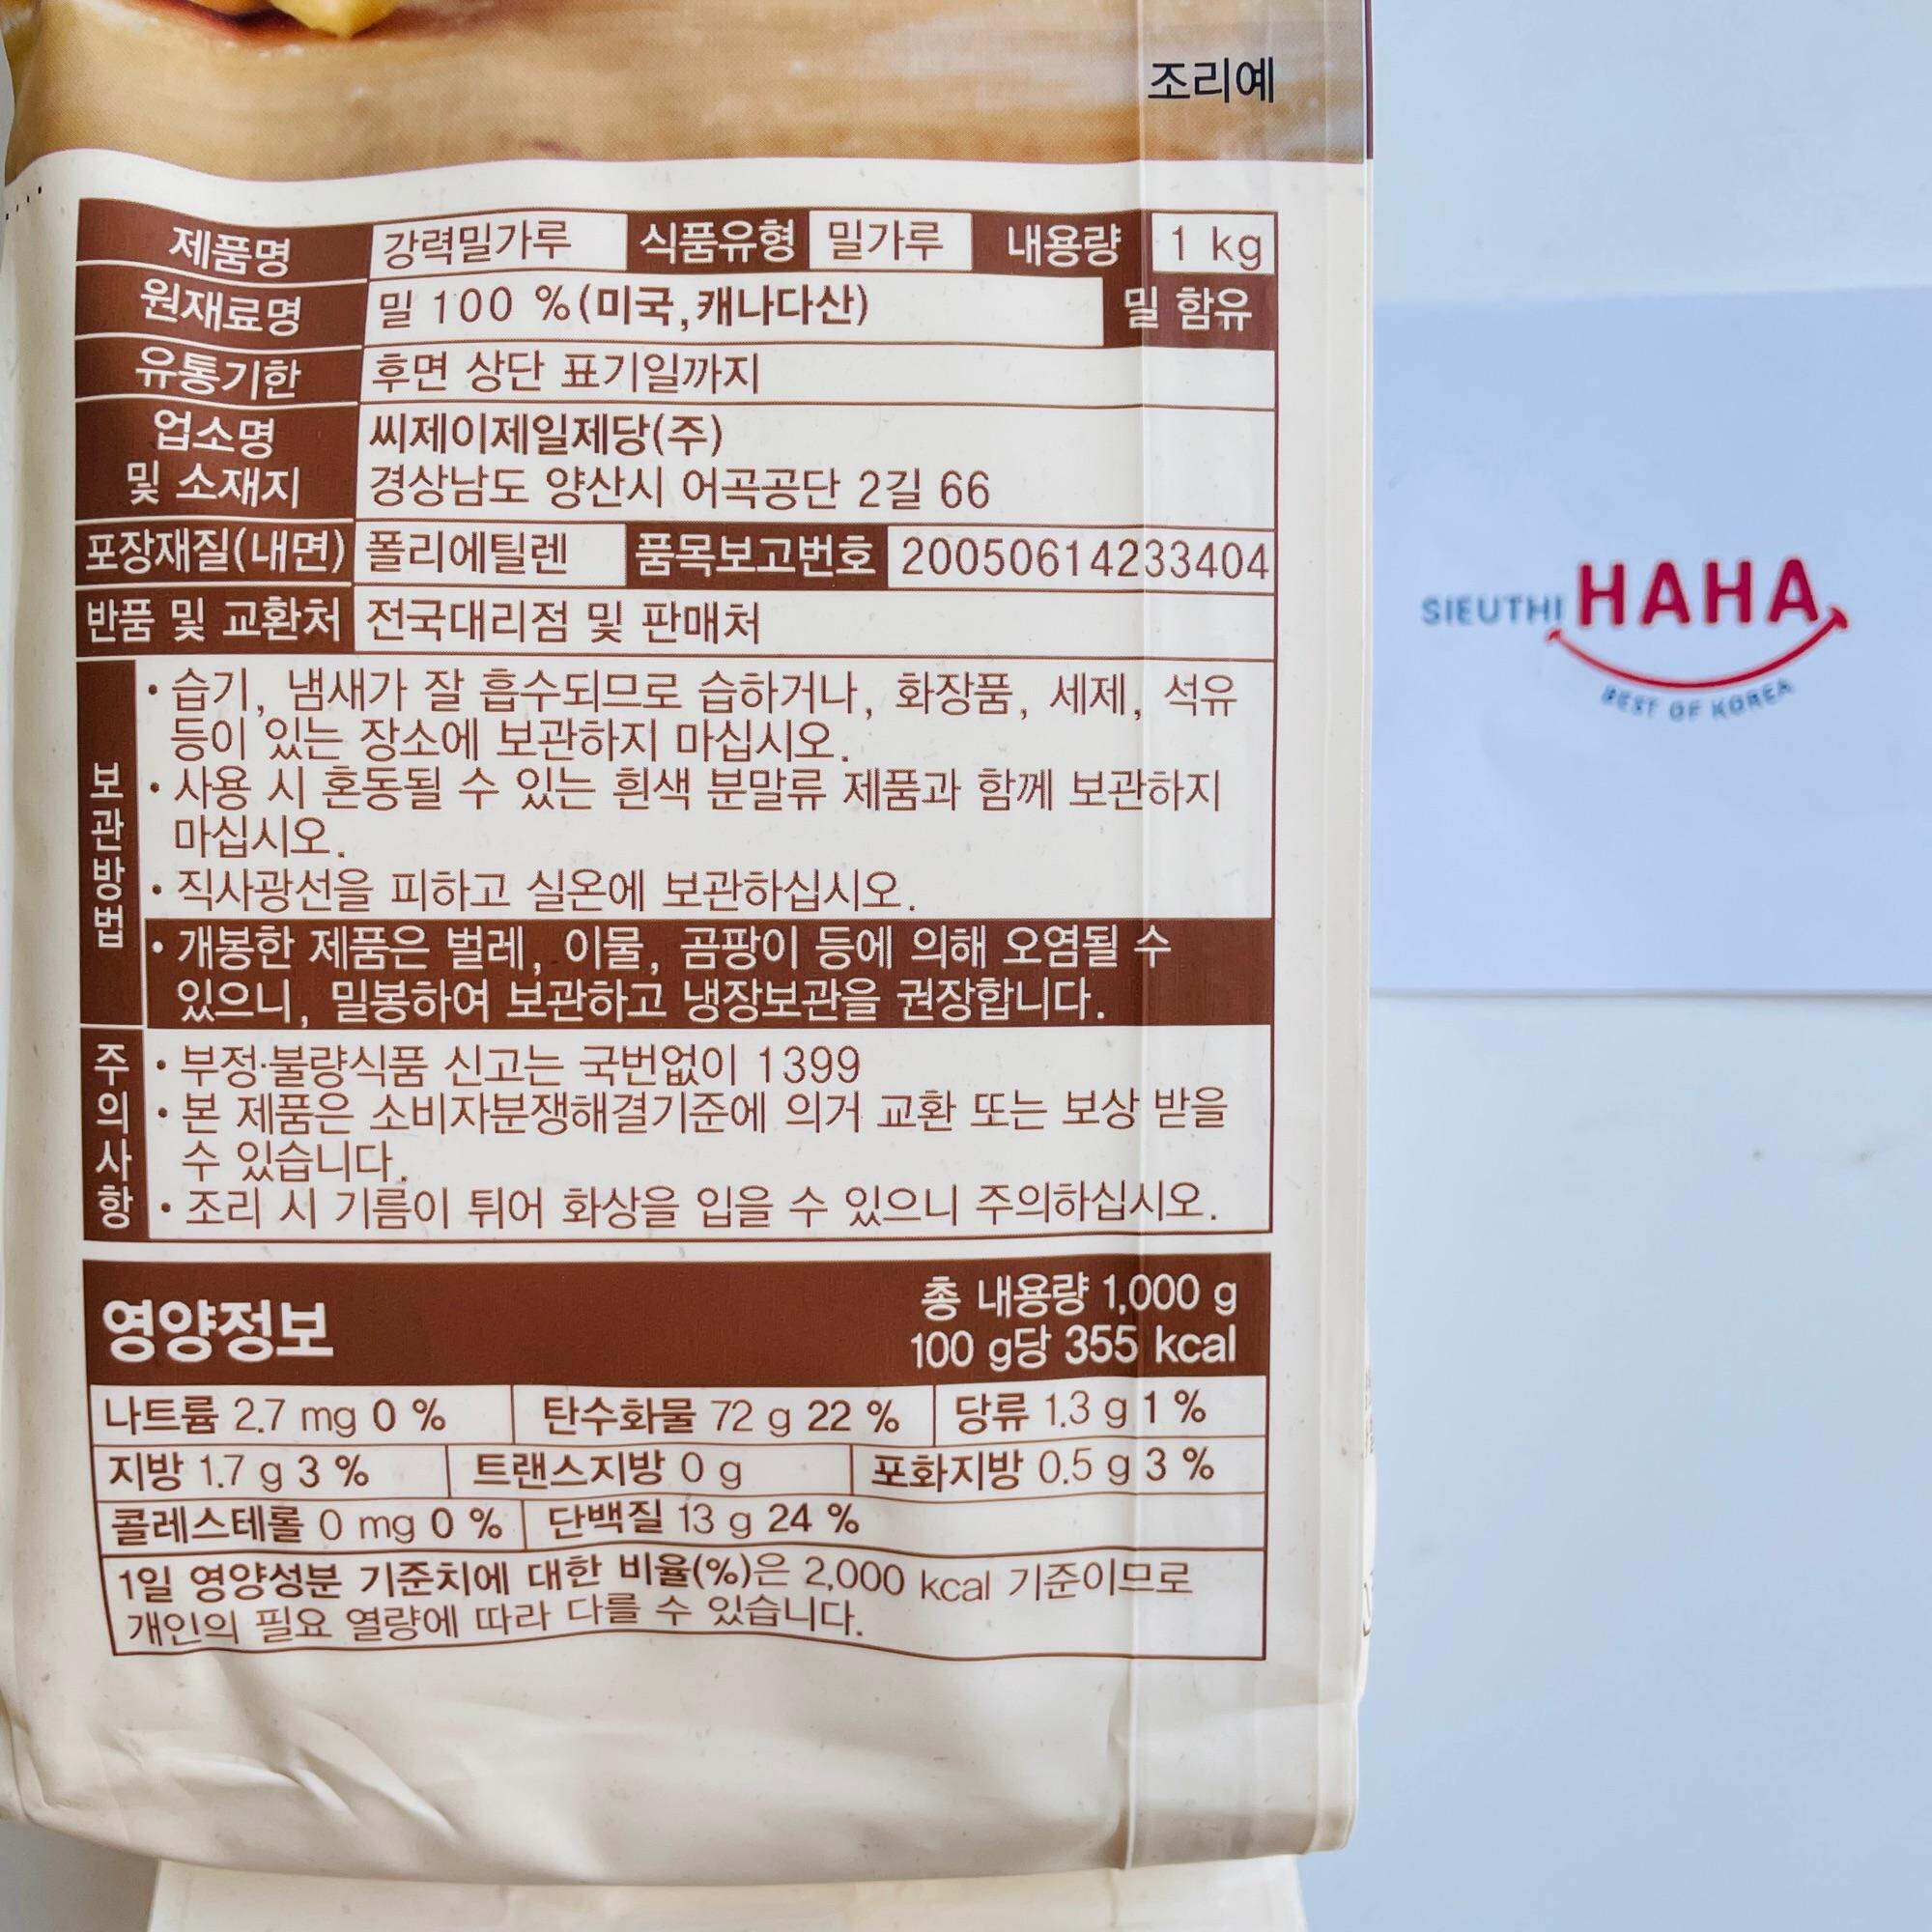 조리예
제품명 강력밀가루 식품유형 밀가루 내용량 1 kg
원재료명 밀 100 %(미국,캐나다산) 밀 함유
유통기한 후면 상단 표기일까지
업소명 씨제이제일제당(주)
및 소재지 경상남도 양산시 어곡공단 2길 66
포장재질(내면) 폴리에틸렌 품목보고번호 20050614233404
반품 및 교환처 전국대리점 및 판매처
보관방법
• 습기, 냄새가 잘 흡수되므로 습하거나, 화장품, 세제, 석유
등이 있는 장소에 보관하지 마십시오.
• 사용 시 혼동될 수 있는 흰색 분말류 제품과 함께 보관하지
마십시오.
• 직사광선을 피하고 실온에 보관하십시오.
• 개봉한 제품은 벌레, 이물, 곰팡이 등에 의해 오염될 수
있으니, 밀봉하여 보관하고 냉장보관을 권장합니다.
주의사항
• 부정·불량식품 신고는 국번없이 1399
• 본 제품은 소비자분쟁해결기준에 의거 교환 또는 보상 받을
수 있습니다.
• 조리 시 기름이 튀어 화상을 입을 수 있으니 주의하십시오.
영양정보
총 내용량 1,000 g
100 g당 355 kcal
나트륨 2.7 mg 0 % 탄수화물 72 g 22 % 당류 1.3 g 1 %
지방 1.7 g 3 % 트랜스지방 0 g 포화지방 0.5 g 3 %
콜레스테롤 0 mg 0 % 단백질 13 g 24 %
1일 영양성분 기준치에 대한 비율(%)은 2,000 kcal 기준이므로
개인의 필요 열량에 따라 다를 수 있습니다.
SIEUTHI HAHA
BEST OF KOREA